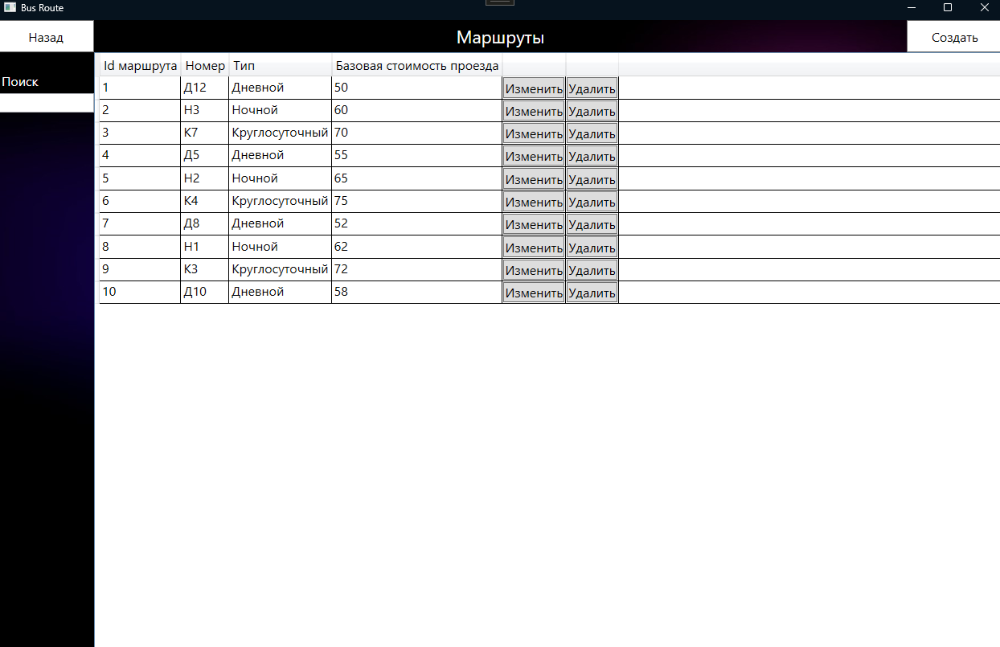 Bus Route
Назад Маршруты Создать
Поиск
Id маршрута Номер Тип Базовая стоимость проезда
1 Д12 Дневной 50 Изменить Удалить
2 Н3 Ночной 60 Изменить Удалить
3 К7 Круглосуточный 70 Изменить Удалить
4 Д5 Дневной 55 Изменить Удалить
5 Н2 Ночной 65 Изменить Удалить
6 К4 Круглосуточный 75 Изменить Удалить
7 Д8 Дневной 52 Изменить Удалить
8 Н1 Ночной 62 Изменить Удалить
9 К3 Круглосуточный 72 Изменить Удалить
10 Д10 Дневной 58 Изменить Удалить